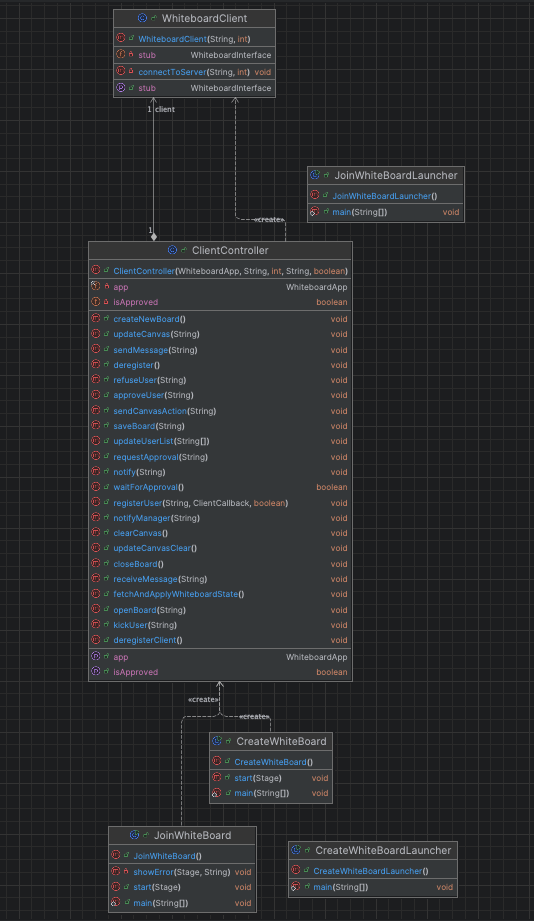 WhiteboardClient
WhiteboardClient(String, int)
stub WhiteboardInterface
connectToServer(String, int) void
stub WhiteboardInterface
1 client
JoinWhiteBoardLauncher
JoinWhiteBoardLauncher()
main(String[]) void
«create»
1
ClientController
ClientController(WhiteboardApp, String, int, String, boolean)
app WhiteboardApp
isApproved boolean
createNewBoard() void
updateCanvas(String) void
sendMessage(String) void
deregister() void
refuseUser(String) void
approveUser(String) void
sendCanvasAction(String) void
saveBoard(String) void
updateUserList(String[]) void
requestApproval(String) void
notify(String) void
waitForApproval() boolean
registerUser(String, ClientCallback, boolean) void
notifyManager(String) void
clearCanvas() void
updateCanvasClear() void
closeBoard() void
receiveMessage(String) void
fetchAndApplyWhiteboardState() void
openBoard(String) void
kickUser(String) void
deregisterClient() void
app WhiteboardApp
isApproved boolean
«create»
«create»
CreateWhiteBoard
CreateWhiteBoard()
start(Stage) void
main(String[]) void
JoinWhiteBoard
JoinWhiteBoard()
showError(Stage, String) void
start(Stage) void
main(String[]) void
CreateWhiteBoardLauncher
CreateWhiteBoardLauncher()
main(String[]) void